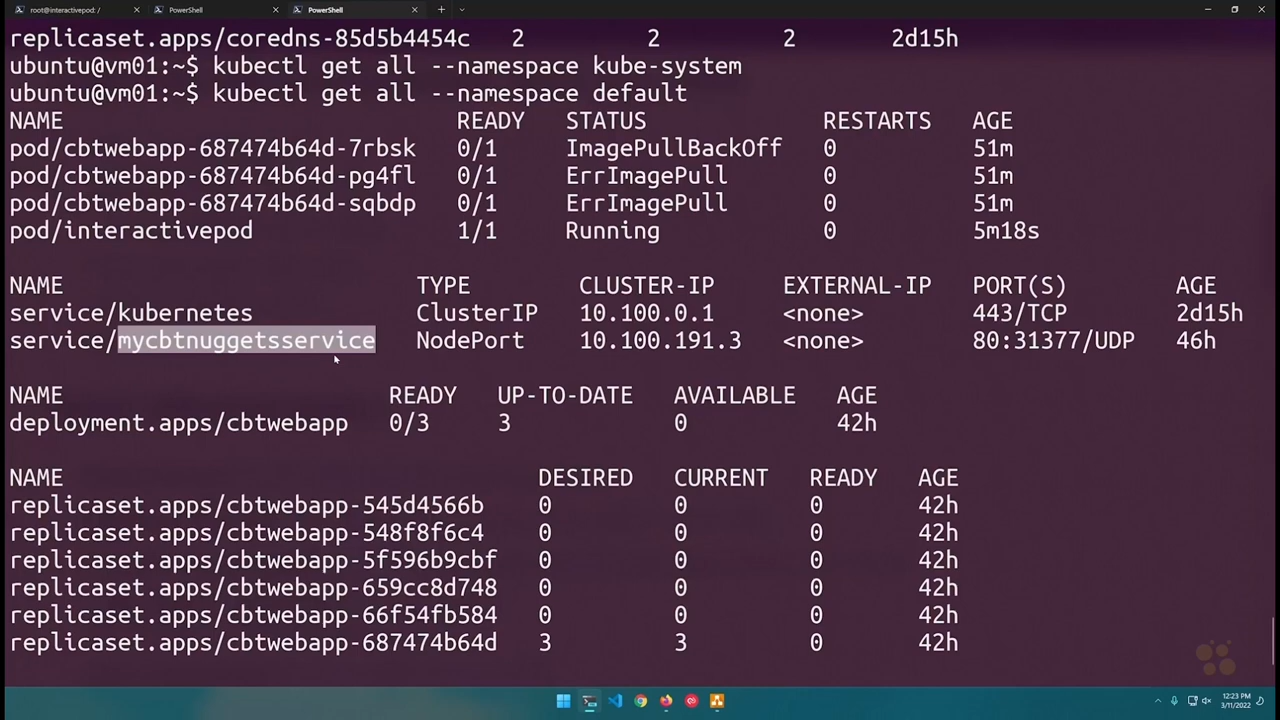 root@interactivepod: /
PowerShell
PowerShell
replicaset.apps/coredns-85d5b4454c 2 2 2 2d15h
ubuntu@vm01:~$ kubectl get all --namespace kube-system
ubuntu@vm01:~$ kubectl get all --namespace default
NAME READY STATUS RESTARTS AGE
pod/cbtwebapp-687474b64d-7rbsk 0/1 ImagePullBackOff 0 51m
pod/cbtwebapp-687474b64d-pg4fl 0/1 ErrImagePull 0 51m
pod/cbtwebapp-687474b64d-sqbdp 0/1 ErrImagePull 0 51m
pod/interactivepod 1/1 Running 0 5m18s
NAME TYPE CLUSTER-IP EXTERNAL-IP PORT(S) AGE
service/kubernetes ClusterIP 10.100.0.1 <none> 443/TCP 2d15h
service/mycbtnuggetsservice NodePort 10.100.191.3 <none> 80:31377/UDP 46h
NAME READY UP-TO-DATE AVAILABLE AGE
deployment.apps/cbtwebapp 0/3 3 0 42h
NAME DESIRED CURRENT READY AGE
replicaset.apps/cbtwebapp-545d4566b 0 0 0 42h
replicaset.apps/cbtwebapp-548f8f6c4 0 0 0 42h
replicaset.apps/cbtwebapp-5f596b9cbf 0 0 0 42h
replicaset.apps/cbtwebapp-659cc8d748 0 0 0 42h
replicaset.apps/cbtwebapp-66f54fb584 0 0 0 42h
replicaset.apps/cbtwebapp-687474b64d 3 3 0 42h
12:23 PM
3/11/2022